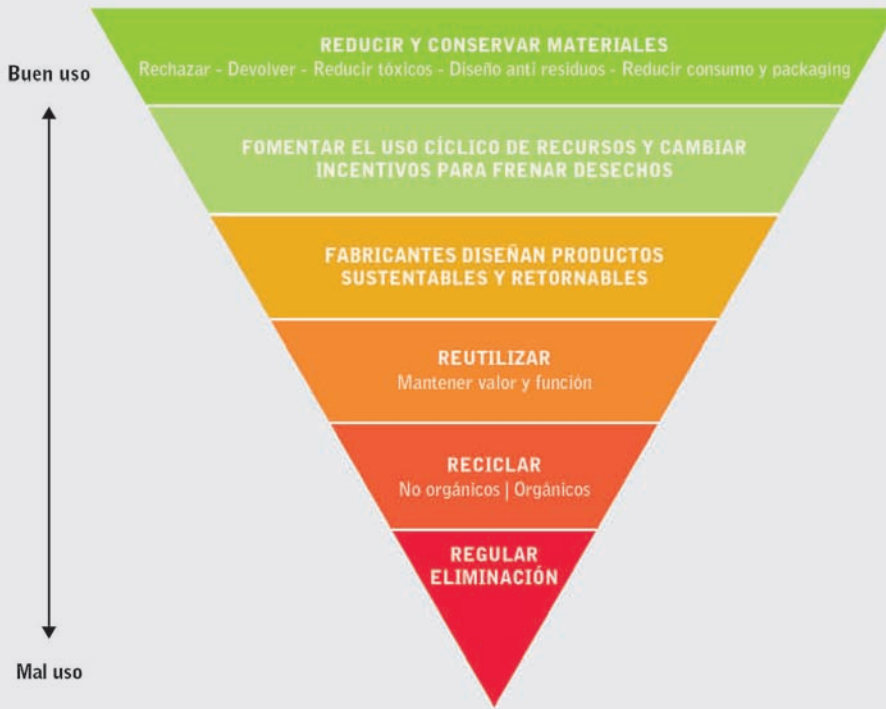 REDUCIR Y CONSERVAR MATERIALES
Rechazar - Devolver - Reducir tóxicos - Diseño anti residuos - Reducir consumo y packaging
Buen uso
FOMENTAR EL USO CÍCLICO DE RECURSOS Y CAMBIAR
INCENTIVOS PARA FRENAR DESECHOS
FABRICANTES DISEÑAN PRODUCTOS
SUSTENTABLES Y RETORNABLES
REUTILIZAR
Mantener valor y función
RECICLAR
No orgánicos | Orgánicos
REGULAR
ELIMINACIÓN
Mal uso